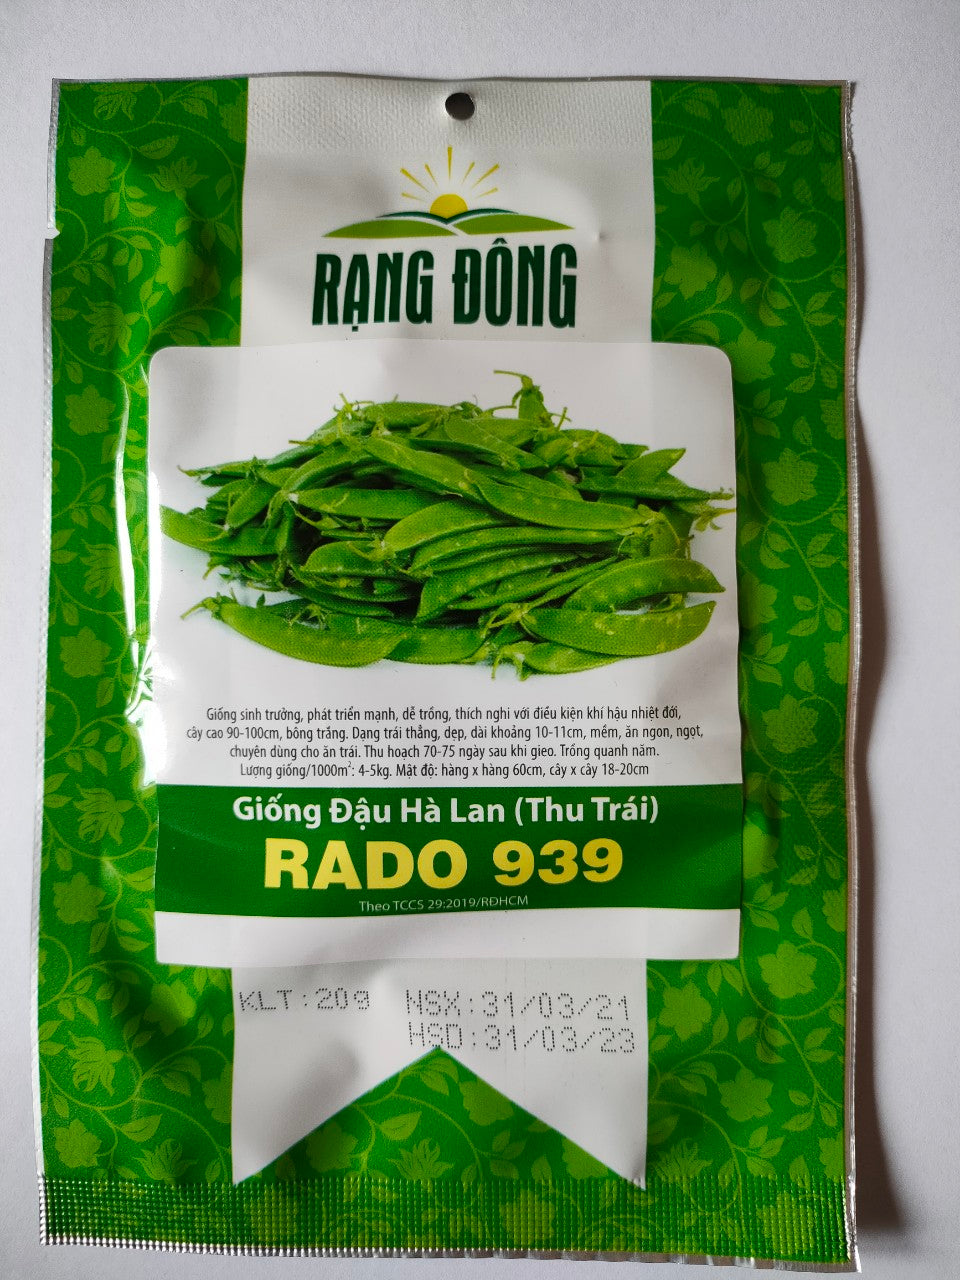 RẠNG ĐÔNG
Giống sinh trưởng, phát triển mạnh, dễ trồng, thích nghi với điều kiện khí hậu nhiệt đới,
cây cao 90-100cm, bông trắng. Dạng trái thẳng, dẹp, dài khoảng 10-11cm, mềm, ăn ngon, ngọt,
chuyên dùng cho ăn trái. Thu hoạch 70-75 ngày sau khi gieo. Trồng quanh năm.
Lượng giống/1000m²: 4-5kg. Mật độ: hàng x hàng 60cm, cây x cây 18-20cm
Giống Đậu Hà Lan (Thu Trái)
RADO 939
Theo TCCS 29:2019/RĐHCM
KLT:20g NSX:31/03/21
HSD:31/03/23